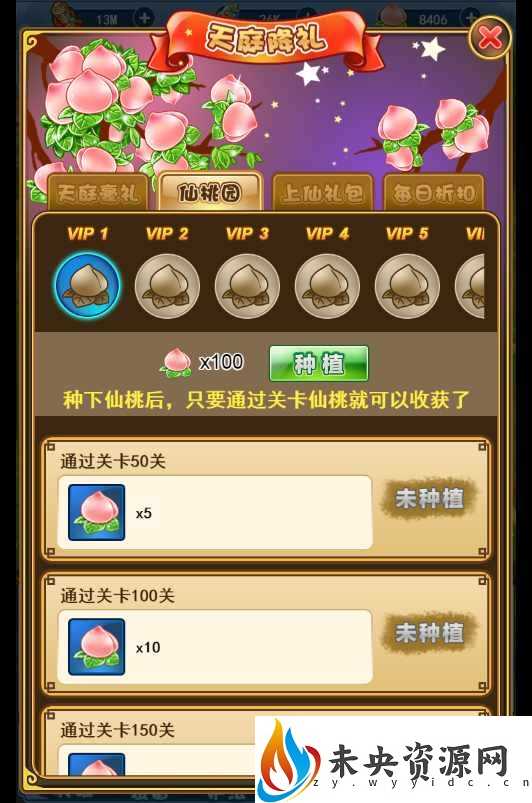 13M
26K
8406
天庭降礼
天庭豪礼
仙桃园
上仙礼包
每日折扣
VIP 1
VIP 2
VIP 3
VIP 4
VIP 5
VI
x100
种植
种下仙桃后，只要通过关卡仙桃就可以收获了
通过关卡50关
x5
未种植
通过关卡100关
x10
未种植
通过关卡150关
未央资源网
zy.wyyidc.cn